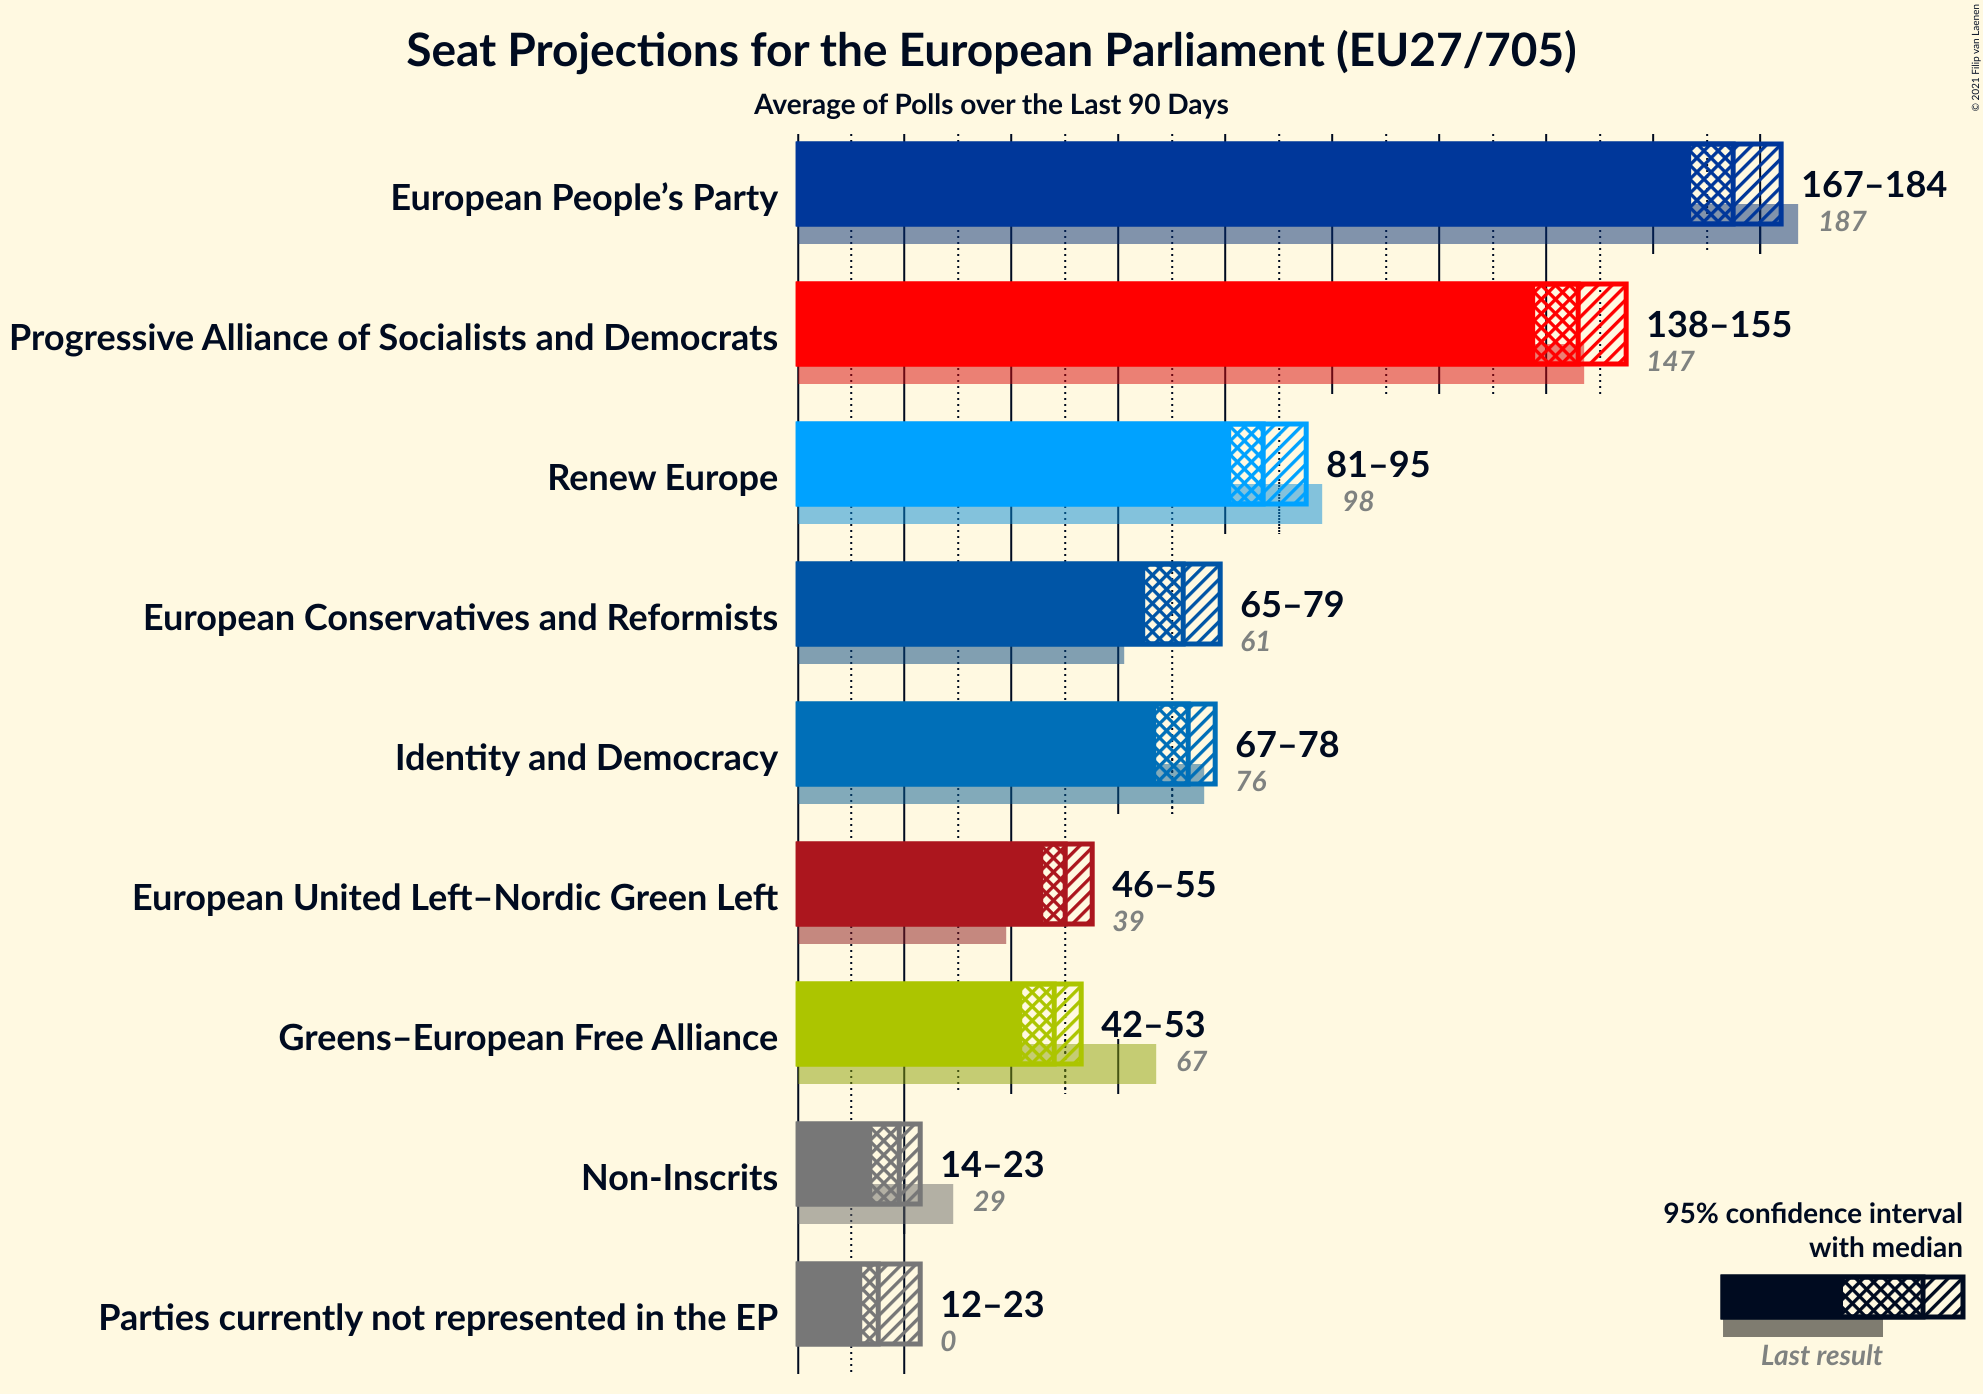 Seat Projections for the European Parliament (EU27/705)
Average of Polls over the Last 90 Days
© 2021 Filip van Laenen
European People’s Party
167–184
187
Progressive Alliance of Socialists and Democrats
138–155
147
Renew Europe
81–95
98
European Conservatives and Reformists
65–79
61
Identity and Democracy
67–78
76
European United Left–Nordic Green Left
46–55
39
Greens–European Free Alliance
42–53
67
Non-Inscrits
14–23
29
Parties currently not represented in the EP
12–23
0
95% confidence interval
with median
Last result